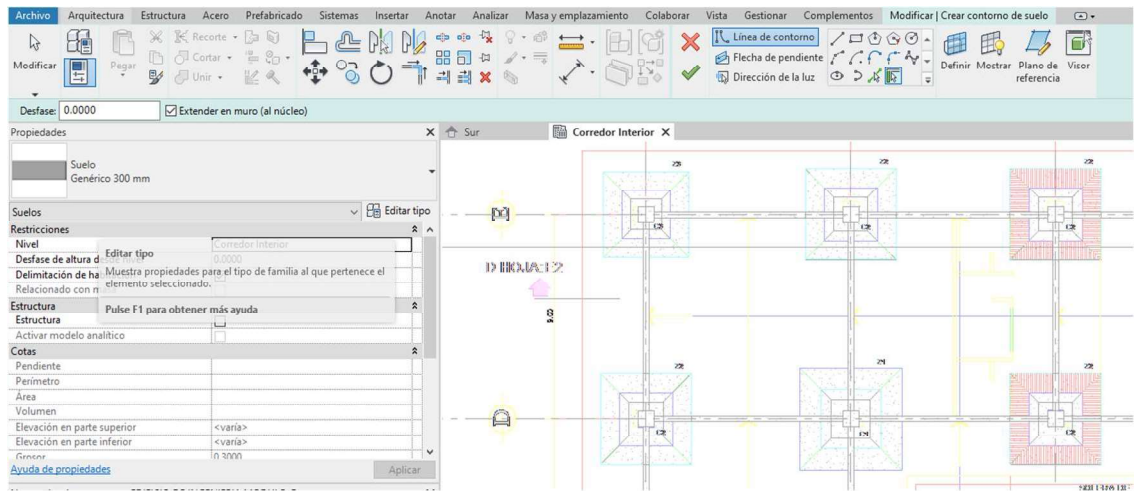 Archivo Arquitectura Estructura Acero Prefabricado Sistemas Insertar Anotar Analizar Masa y emplazamiento Colaborar Vista Gestionar Complementos Modificar | Crear contorno de suelo
Modificar
Pegar
Recorte
Cortar
Unir
Línea de contorno
Flecha de pendiente
Dirección de la luz
Definir Mostrar Plano de referencia Visor
Desfase: 0.0000 Extender en muro (al núcleo)
Propiedades
Sur
Corredor Interior
Suelo
Genérico 300 mm
Suelos
Editar tipo
Restricciones
Nivel Corredor Interior
Desfase de altura 0.0000
Delimitación de
Relacionado con
Editar tipo
Muestra propiedades para el tipo de familia al que pertenece el
elemento seleccionado.
Pulse F1 para obtener más ayuda
Estructura
Estructura
Activar modelo analítico
Cotas
Pendiente
Perímetro
Área
Volumen
Elevación en parte superior <varía>
Elevación en parte inferior <varía>
Grosor 0.3000
Ayuda de propiedades
Aplicar